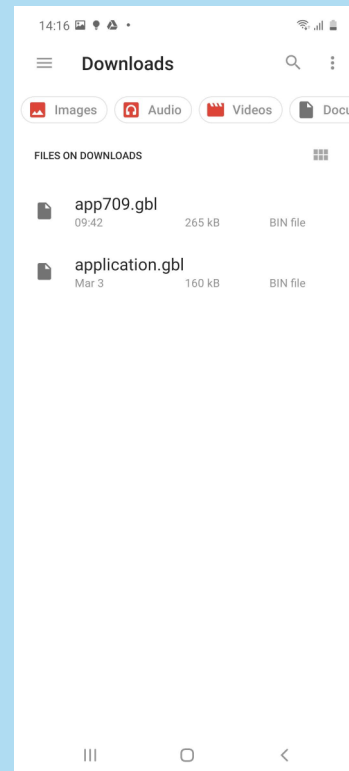 14:16
Downloads
Images Audio Videos Docu
FILES ON DOWNLOADS
app709.gbl
09:42 265 kB BIN file
application.gbl
Mar 3 160 kB BIN file